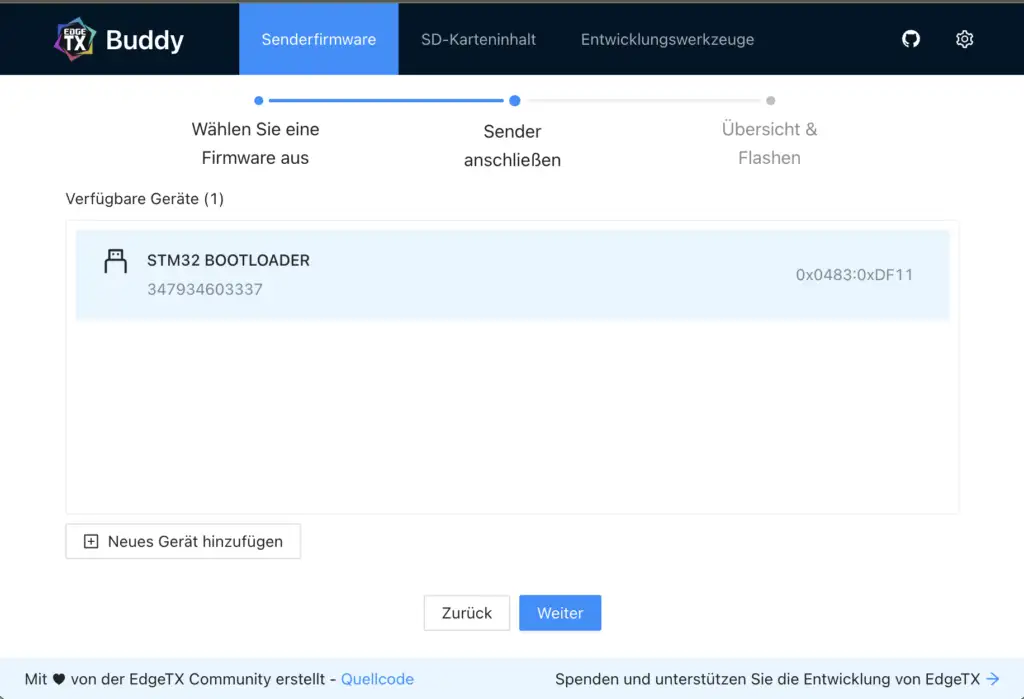 EDGE TX Buddy Senderfirmware SD-Karteninhalt Entwicklungswerkzeuge
Wählen Sie eine Firmware aus
Sender anschließen
Übersicht & Flashen
Verfügbare Geräte (1)
STM32 BOOTLOADER
347934603337
0x0483:0xDF11
Neues Gerät hinzufügen
Zurück Weiter
Mit ♥ von der EdgeTX Community erstellt - Quellcode
Spenden und unterstützen Sie die Entwicklung von EdgeTX →